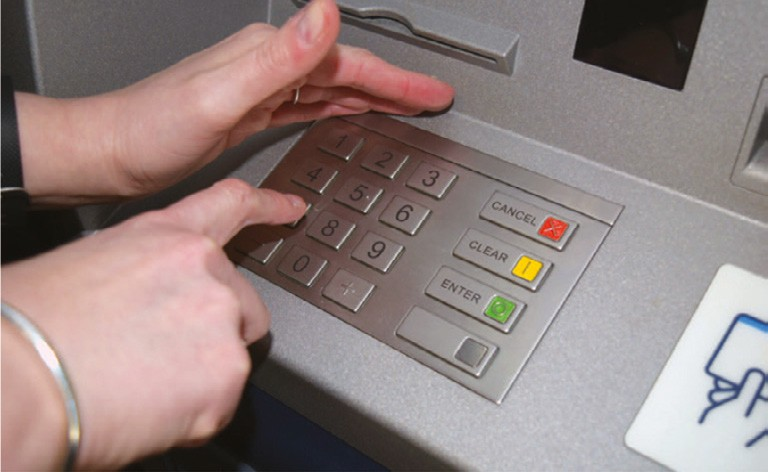 1 2 3
4 5 6
8 9
0 +
CANCEL X
CLEAR |
ENTER O